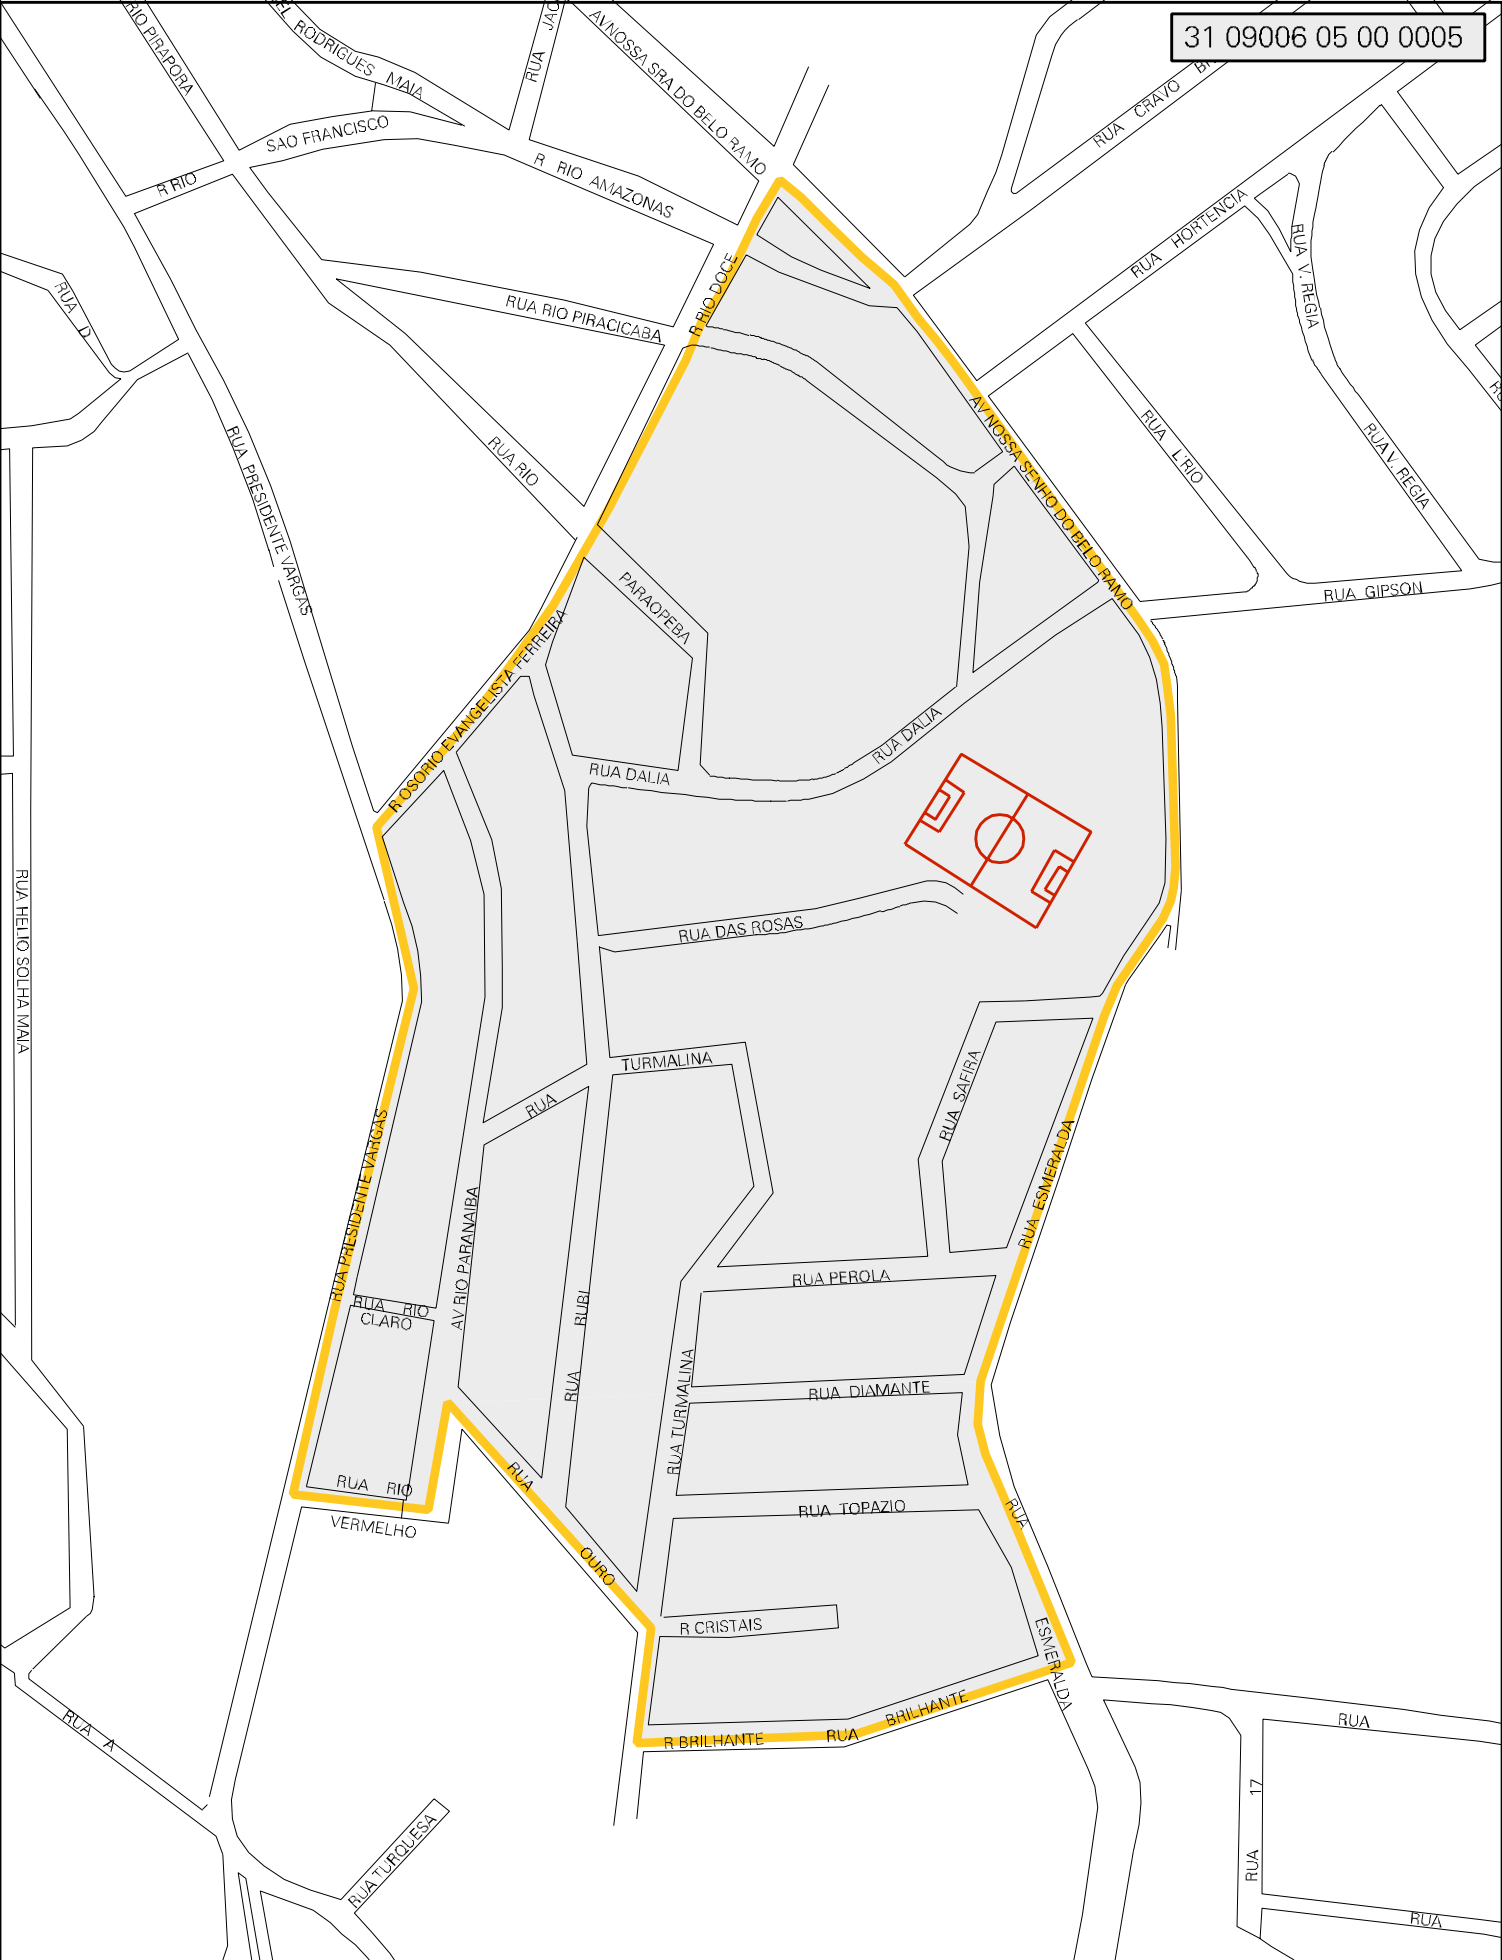 31 09006 05 00 0005
RIO PIRAPORA
RODRIGUES MAIA
RUA
AVNOSSA SRA DO BELO RAMO
RUA CRAVO
SAO FRANCISCO
R RIO
R RIO AMAZONAS
RUA HORTENCIA
RUA V. REGIA
RUA D
R RIO DOCE
RUA RIO PIRACICABA
AV NOSSA SENHO DO BELO RAMO
RUA L'RIO
RUA V. REGIA
RUA PRESIDENTE VARGAS
RUA RIO
PARAOPEBA
RUA GIPSON
R OSORIO EVANGELISTA FERREIRA
RUA DALIA
RUA DALIA
RUA HELIO SOLHA MAIA
RUA DAS ROSAS
TURMALINA
RUA
RUA SAFIRA
RUA ESMERALDA
RUA PRESIDENTE VARGAS
AV RIO PARANAIBA
RUA PEROLA
RUA RIO
CLARO
RUA RUBI
RUA TURMALINA
RUA DIAMANTE
RUA RIO
VERMELHO
RUA
OURO
RUA TOPAZIO
RUA
ESMERALDA
R CRISTAIS
R BRILHANTE
RUA
BRILHANTE
RUA A
RUA
RUA 17
RUA TURQUESA
RUA